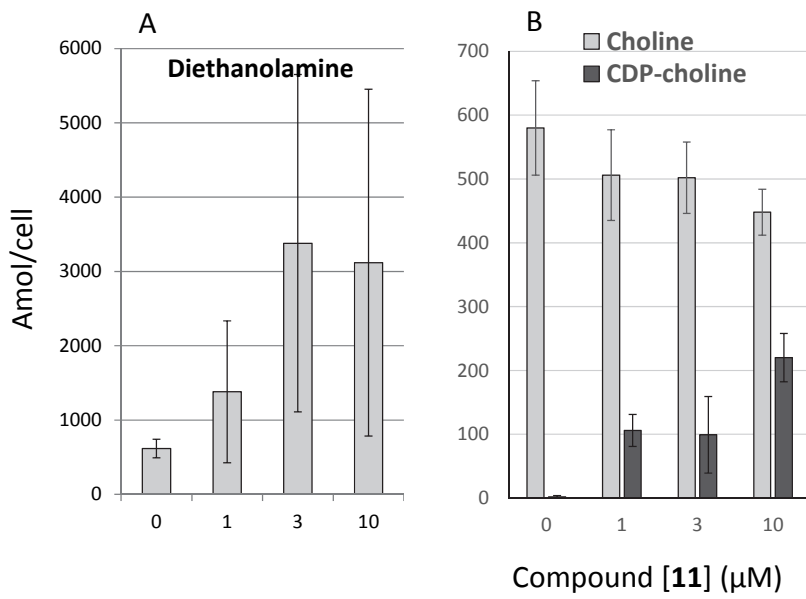 A
Diethanolamine
6000
5000
4000
3000
2000
1000
0
0 1 3 10
Amol/cell
B
Choline
CDP-choline
700
600
500
400
300
200
100
0
0 1 3 10
Compound [11] (µM)